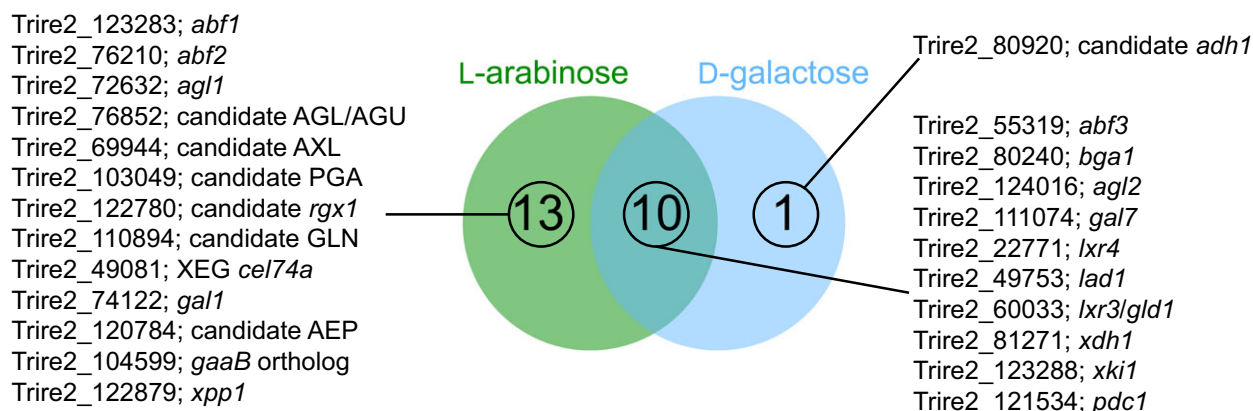 Trire2_123283; abf1
Trire2_76210; abf2
Trire2_72632; agl1
Trire2_76852; candidate AGL/AGU
Trire2_69944; candidate AXL
Trire2_103049; candidate PGA
Trire2_122780; candidate rgx1
Trire2_110894; candidate GLN
Trire2_49081; XEG cel74a
Trire2_74122; gal1
Trire2_120784; candidate AEP
Trire2_104599; gaaB ortholog
Trire2_122879; xpp1
L-arabinose
D-galactose
13
10
1
Trire2_80920; candidate adh1
Trire2_55319; abf3
Trire2_80240; bga1
Trire2_124016; agl2
Trire2_111074; gal7
Trire2_22771; lxr4
Trire2_49753; lad1
Trire2_60033; lxr3/gld1
Trire2_81271; xdh1
Trire2_123288; xki1
Trire2_121534; pdc1